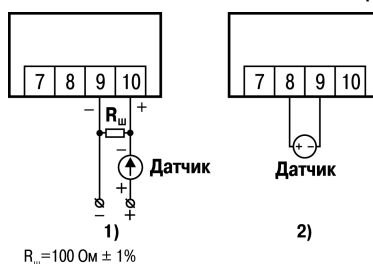 7 8 9 10
7 8 9 10
− +
Rш
− Датчик
+
− +
+ −
Датчик
1) 2)
Rш=100 Ом ± 1%